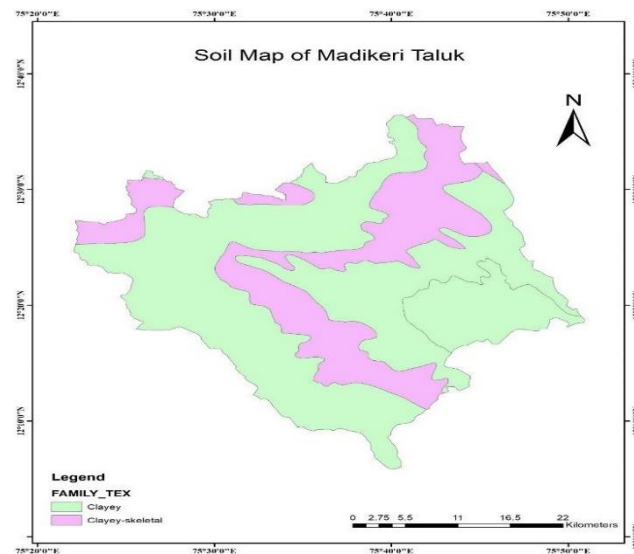 75°20'0"E 75°30'0"E 75°40'0"E 75°50'0"E
Soil Map of Madikeri Taluk
N
Legend
FAMILY_TEX
Clayey
Clayey-skeletal
0 2.75 5.5 11 16.5 22
Kilometers
75°20'0"E 75°30'0"E 75°40'0"E 75°50'0"E